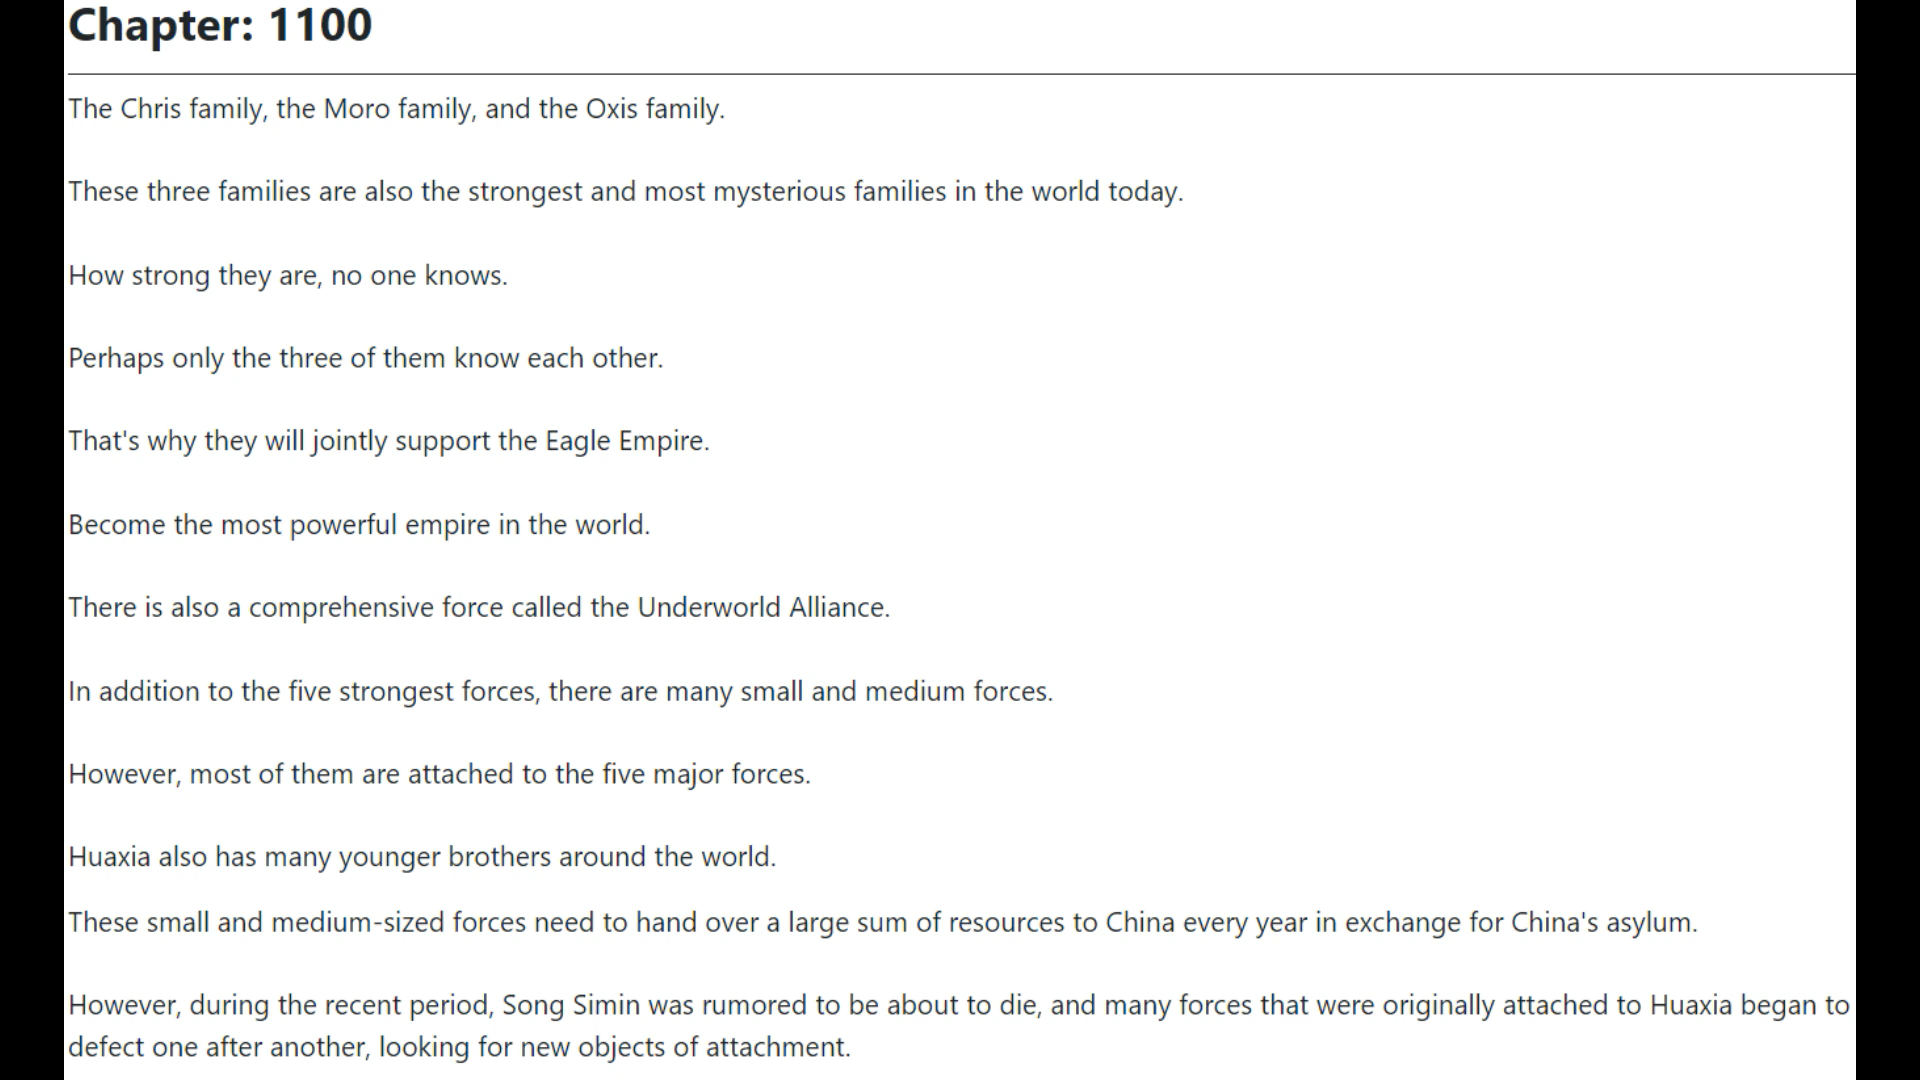 Chapter: 1100
The Chris family, the Moro family, and the Oxis family.
These three families are also the strongest and most mysterious families in the world today.
How strong they are, no one knows.
Perhaps only the three of them know each other.
That's why they will jointly support the Eagle Empire.
Become the most powerful empire in the world.
There is also a comprehensive force called the Underworld Alliance.
In addition to the five strongest forces, there are many small and medium forces.
However, most of them are attached to the five major forces.
Huaxia also has many younger brothers around the world.
These small and medium-sized forces need to hand over a large sum of resources to China every year in exchange for China's asylum.
However, during the recent period, Song Simin was rumored to be about to die, and many forces that were originally attached to Huaxia began to
defect one after another, looking for new objects of attachment.